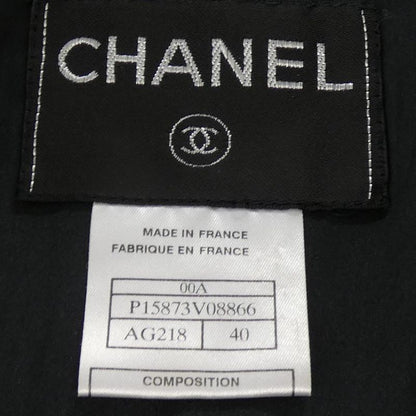 CHANEL
MADE IN FRANCE
FABRIQUE EN FRANCE
00A
P15873V08866
AG218 40
COMPOSITION